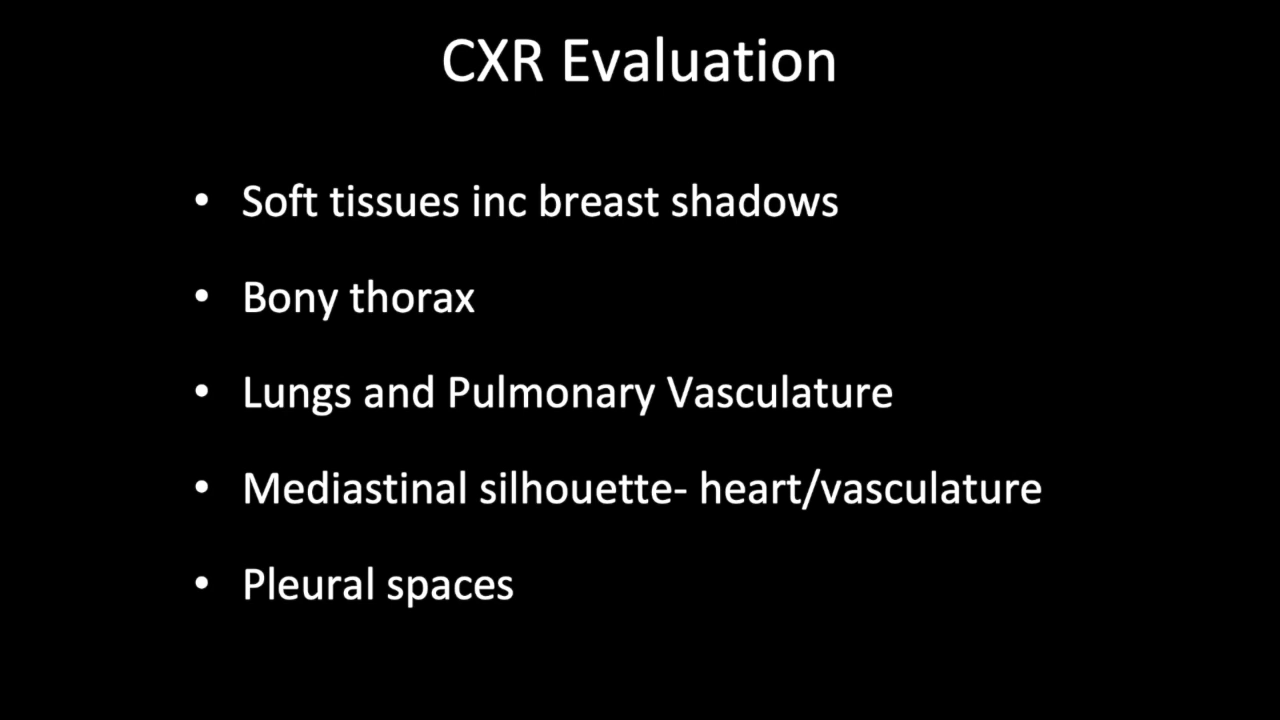 CXR Evaluation
• Soft tissues inc breast shadows
• Bony thorax
• Lungs and Pulmonary Vasculature
• Mediastinal silhouette- heart/vasculature
• Pleural spaces